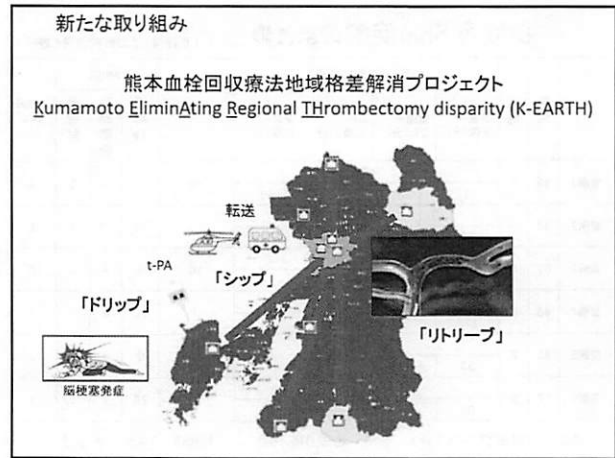 新たな取り組み
熊本血栓回収療法地域格差解消プロジェクト
Kumamoto EliminAting Regional THrombectomy disparity (K-EARTH)
転送
t-PA
「シップ」
「ドリップ」
「リトリーブ」
脳梗塞発症